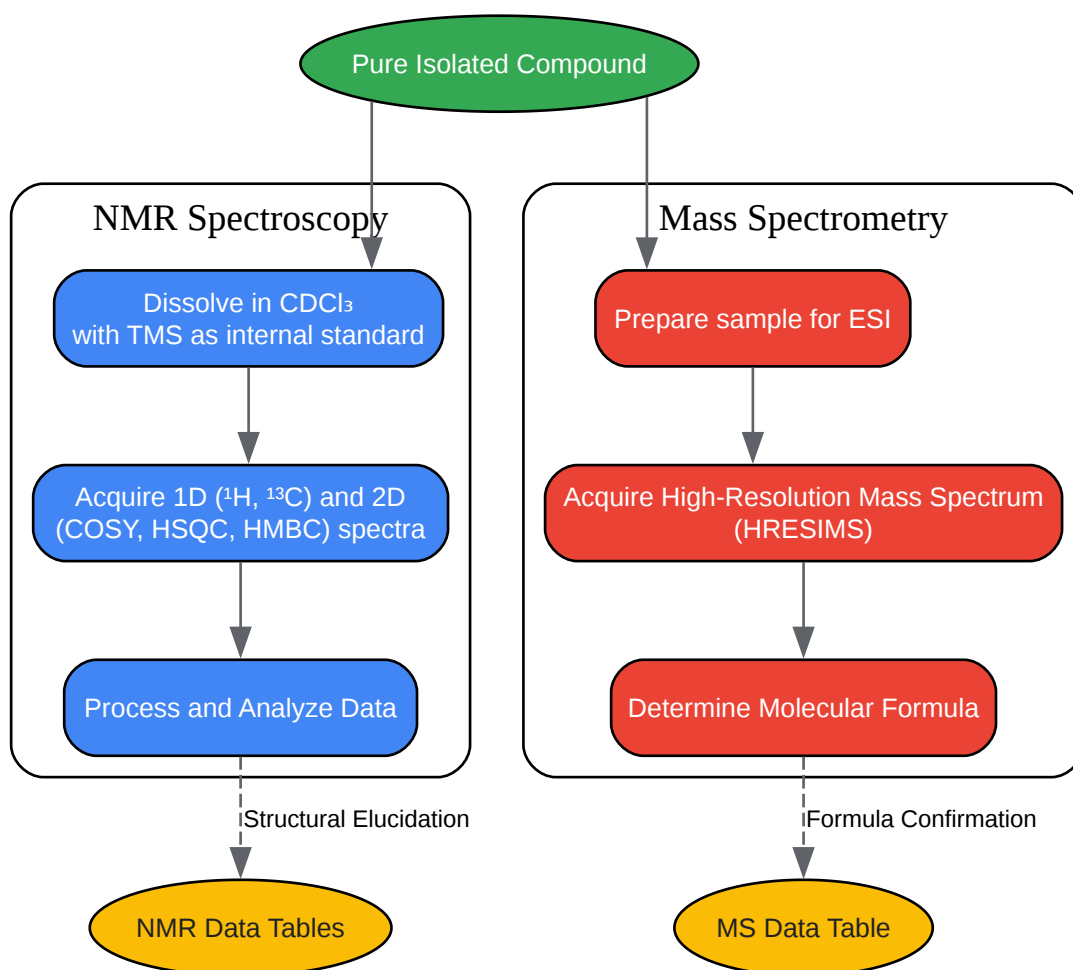 Pure Isolated Compound
NMR Spectroscopy
Dissolve in CDCl₃
with TMS as internal standard
Acquire 1D (¹H, ¹³C) and 2D
(COSY, HSQC, HMBC) spectra
Process and Analyze Data
Structural Elucidation
NMR Data Tables
Mass Spectrometry
Prepare sample for ESI
Acquire High-Resolution Mass Spectrum
(HRESIMS)
Determine Molecular Formula
Formula Confirmation
MS Data Table